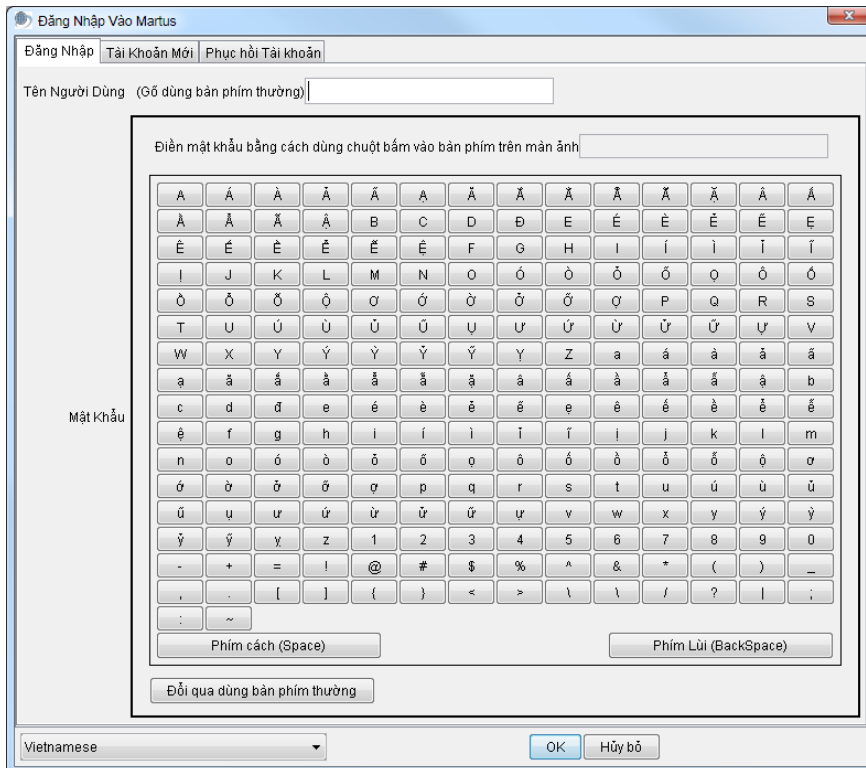 Đăng Nhập Vào Martus
Đăng Nhập Tài Khoản Mới Phục hồi Tài khoản
Tên Người Dùng (Gõ dùng bàn phím thường)
Điền mật khẩu bằng cách dùng chuột bấm vào bàn phím trên màn ảnh
A Á À Ả Ã Ạ Ă Ắ Ằ Ẳ Ẵ Ặ Â Ấ
Ầ Ẩ Ẫ Ậ B C D Đ E É È Ẻ Ẽ Ẹ
Ê Ế Ề Ể Ễ Ệ F G H I Í Ì Ỉ Ĩ
Ị J K L M N O Ó Ò Ỏ Õ Ọ Ô Ố
Ồ Ổ Ỗ Ộ Ơ Ớ Ờ Ở Ỡ Ợ P Q R S
T U Ú Ù Ủ Ũ Ụ Ư Ứ Ừ Ử Ữ Ự V
W X Y Ý Ỳ Ỷ Ỹ Ỵ Z a á à ả ã
ạ ă ắ ằ ẳ ẵ ặ â ấ ầ ẩ ẫ ậ b
Mật Khẩu
c d đ e é è ẻ ẽ ẹ ê ế ề ể ễ
ệ f g h i í ì ỉ ĩ ị j k l m
n o ó ò ỏ õ ọ ô ố ồ ổ ỗ ộ ơ
ớ ờ ở ỡ ợ p q r s t u ú ù ủ
ũ ụ ư ứ ừ ử ữ ự v w x y ý ỳ
ỷ ỹ ỵ z 1 2 3 4 5 6 7 8 9 0
- + = ! @ # $ % ^ & * ( ) _
, . [ ] { } < > \ \ / ? | ;
: ~
Phím cách (Space) Phím Lùi (BackSpace)
Đổi qua dùng bàn phím thường
Vietnamese OK Hủy bỏ